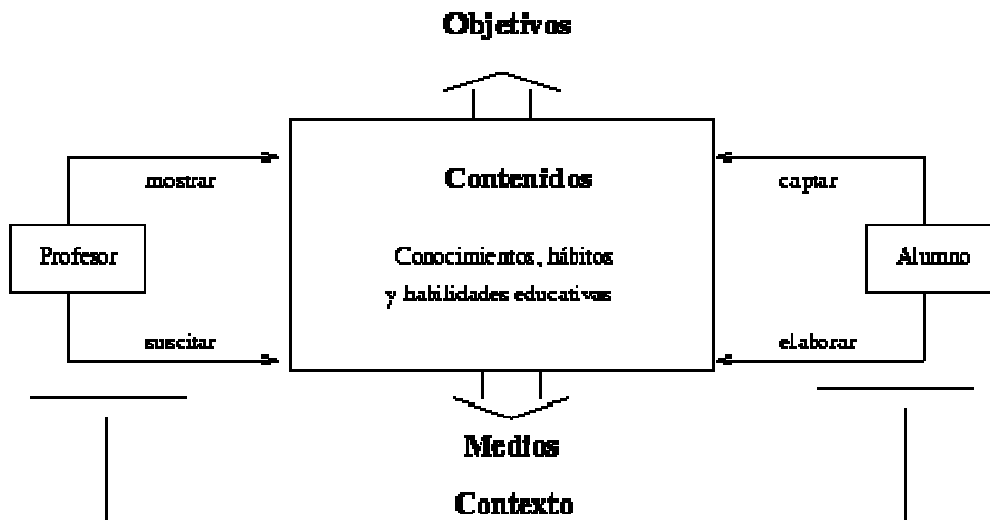 Objetivos
mostrar
Contenidos
captar
Profesor
Conocimientos, hábitos
y habilidades educativas
Alumno
suscitar
elaborar
Medios
Contexto